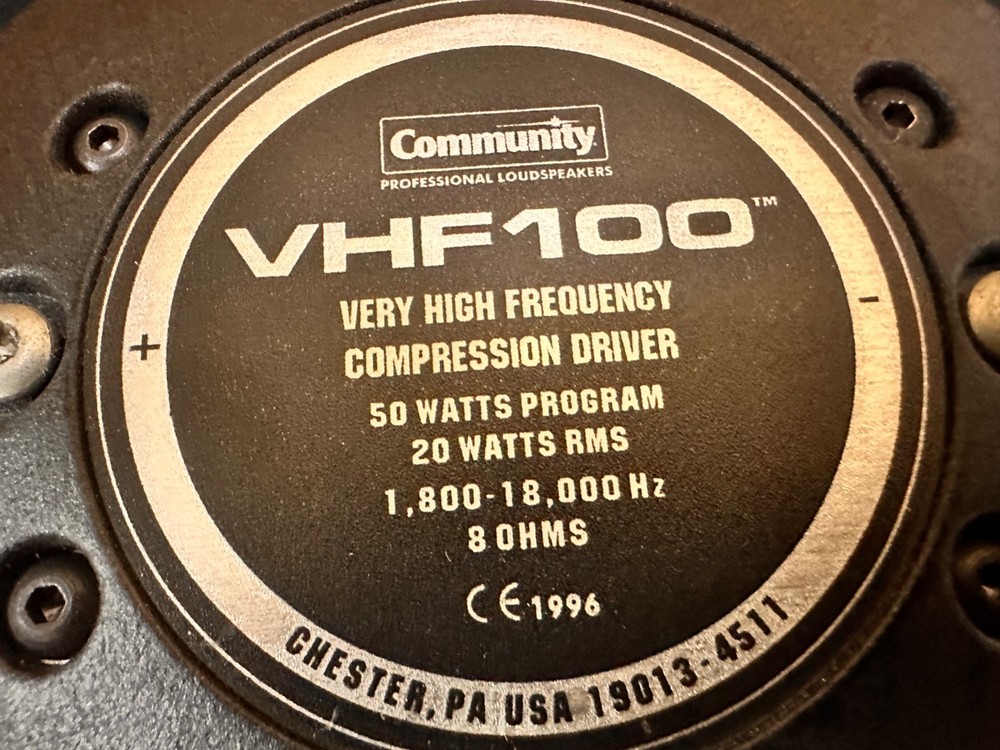 Community
PROFESSIONAL LOUDSPEAKERS
VHF100™
VERY HIGH FREQUENCY
COMPRESSION DRIVER
50 WATTS PROGRAM
20 WATTS RMS
1,800-18,000 Hz
8 OHMS
CE 1996
+
-
CHESTER, PA USA 19013-4511